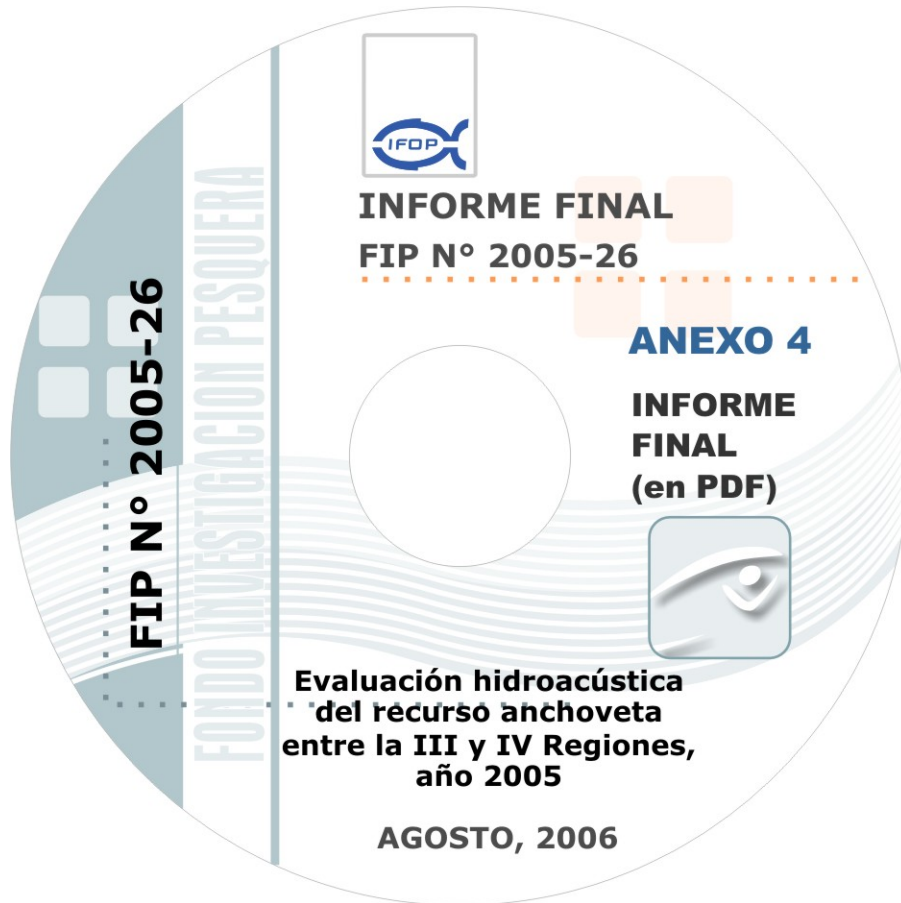 IFOP
INFORME FINAL
FIP N° 2005-26
FIP N° 2005-26
FONDO INVESTIGACION PESQUERA
ANEXO 4
INFORME
FINAL
(en PDF)
Evaluación hidroacústica
del recurso anchoveta
entre la III y IV Regiones,
año 2005
AGOSTO, 2006